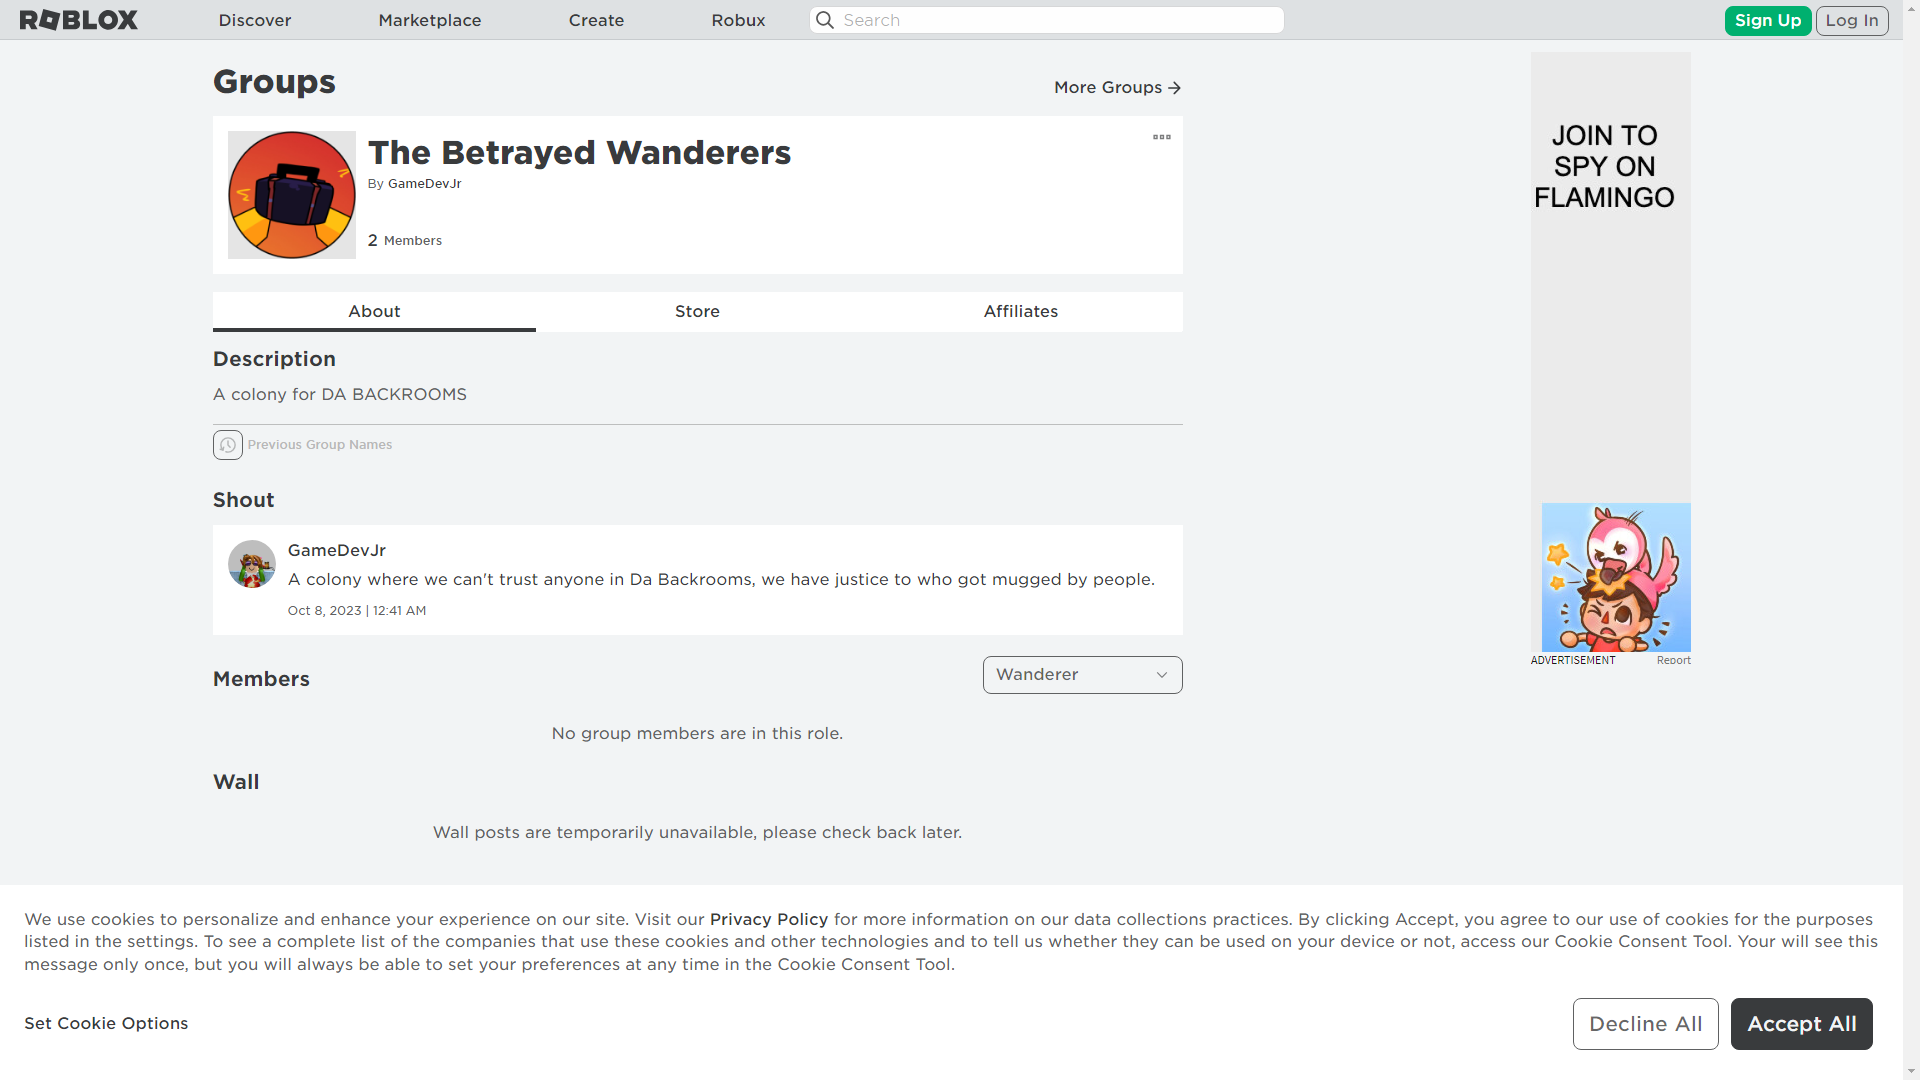 ROBLOX
Discover
Marketplace
Create
Robux
Search
Sign Up
Log In
Groups
More Groups
The Betrayed Wanderers
By GameDevJr
2 Members
About
Store
Affiliates
Description
A colony for DA BACKROOMS
Previous Group Names
Shout
GameDevJr
A colony where we can't trust anyone in Da Backrooms, we have justice to who got mugged by people.
Oct 8, 2023 | 12:41 AM
Members
Wanderer
No group members are in this role.
Wall
Wall posts are temporarily unavailable, please check back later.
JOIN TO
SPY ON
FLAMINGO
ADVERTISEMENT
Report
We use cookies to personalize and enhance your experience on our site. Visit our Privacy Policy for more information on our data collections practices. By clicking Accept, you agree to our use of cookies for the purposes
listed in the settings. To see a complete list of the companies that use these cookies and other technologies and to tell us whether they can be used on your device or not, access our Cookie Consent Tool. Your will see this
message only once, but you will always be able to set your preferences at any time in the Cookie Consent Tool.
Set Cookie Options
Decline All
Accept All